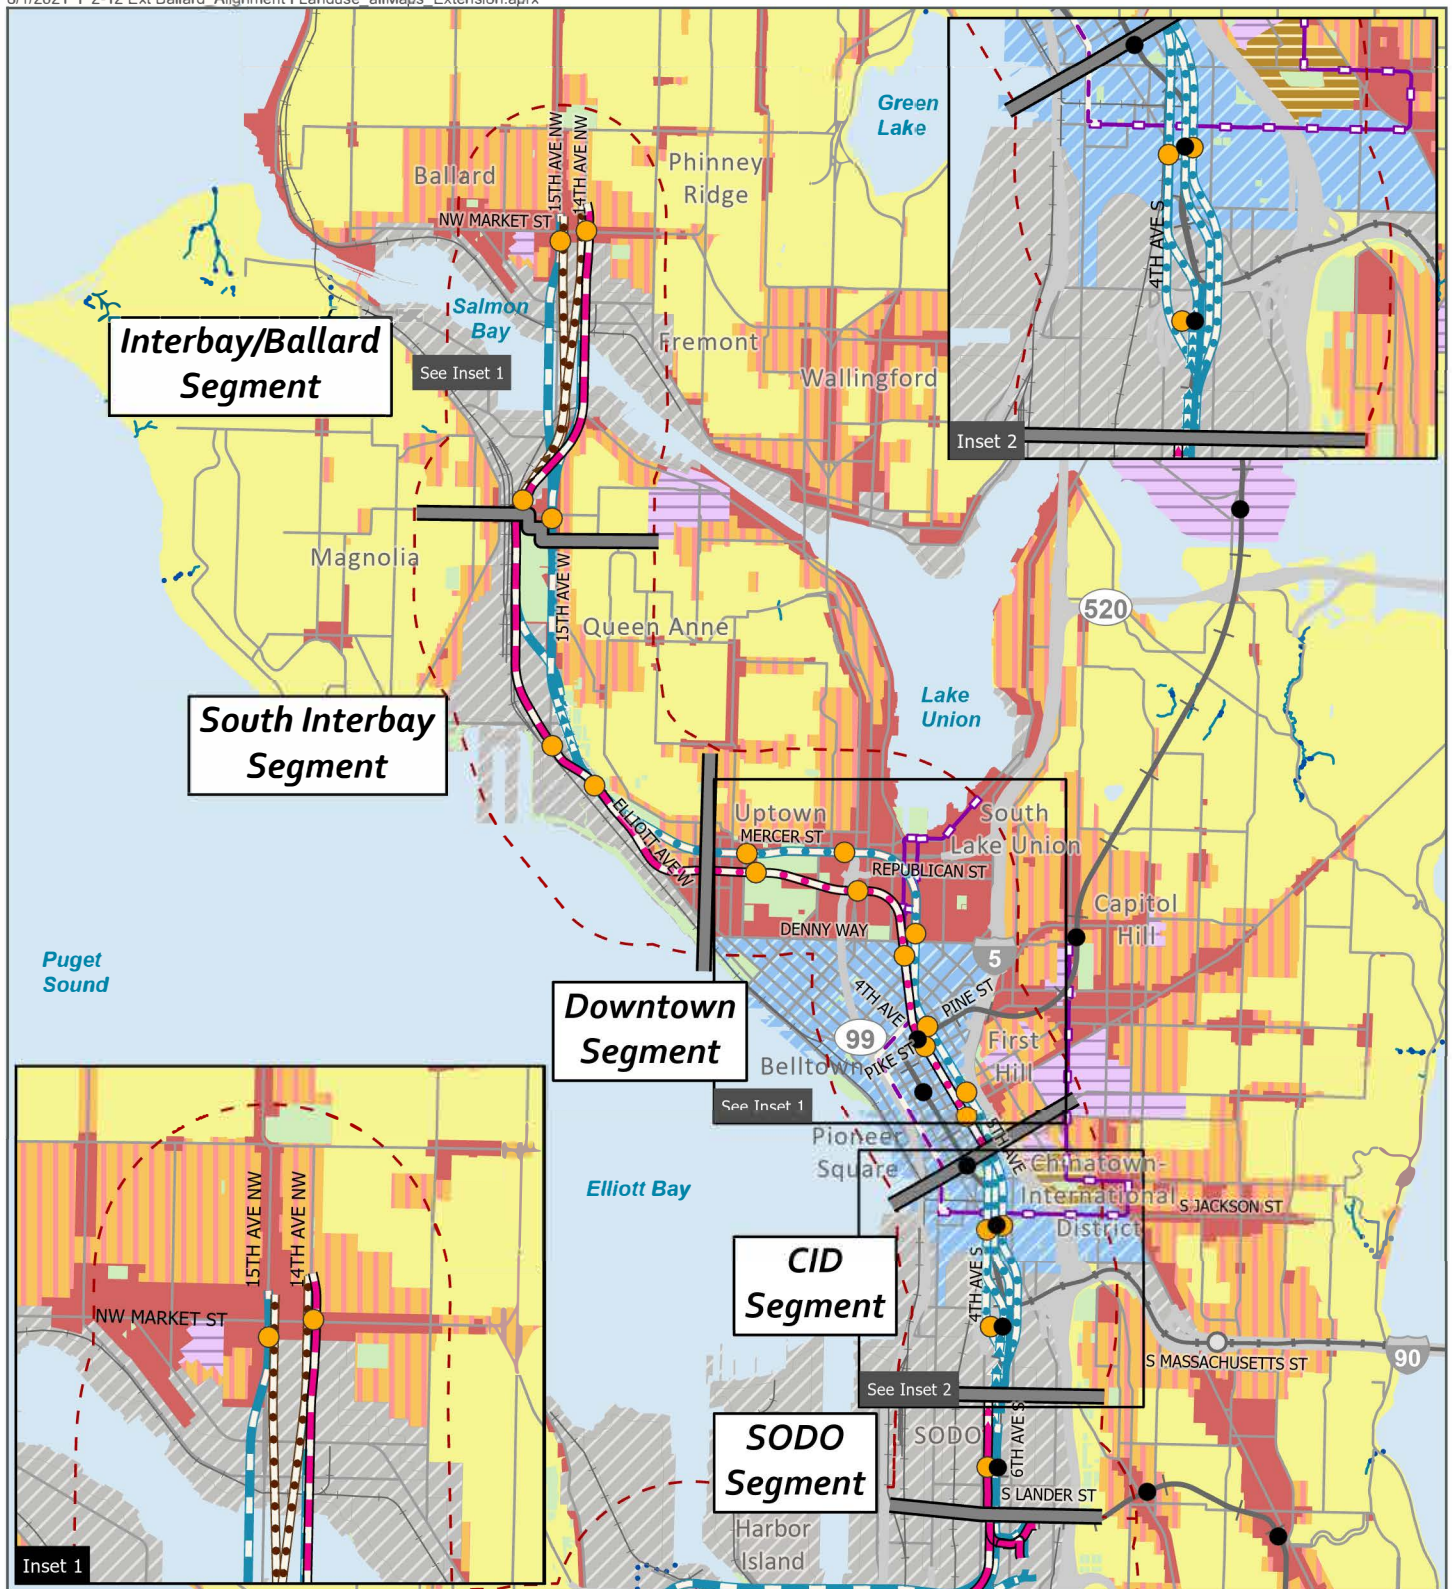 Green
Lake
Ballard
15TH AVE NW
14TH AVE NW
Phinney
Ridge
NW MARKET ST
4TH AVE S
Salmon
Bay
Interbay/Ballard
Segment
See Inset 1
Fremont
Wallingford
Inset 2
Magnolia
15TH AVE W
Queen Anne
520
South Interbay
Segment
Lake
Union
Uptown
MERCER ST
South
Lake Union
ELLIOTT AVE W
REPUBLICAN ST
Capitol
Hill
DENNY WAY
5
Puget
Sound
Downtown
Segment
4TH AVE
PINE ST
99
PIKE ST
Belltown
First
Hill
See Inset 1
Pioneer
Square
5TH AVE
Chinatown-
International
District
Elliott Bay
S JACKSON ST
15TH AVE NW
14TH AVE NW
NW MARKET ST
CID
Segment
4TH AVE S
S MASSACHUSETTS ST
90
See Inset 2
SODO
Segment
SODO
6TH AVE S
S LANDER ST
Harbor
Island
Inset 1